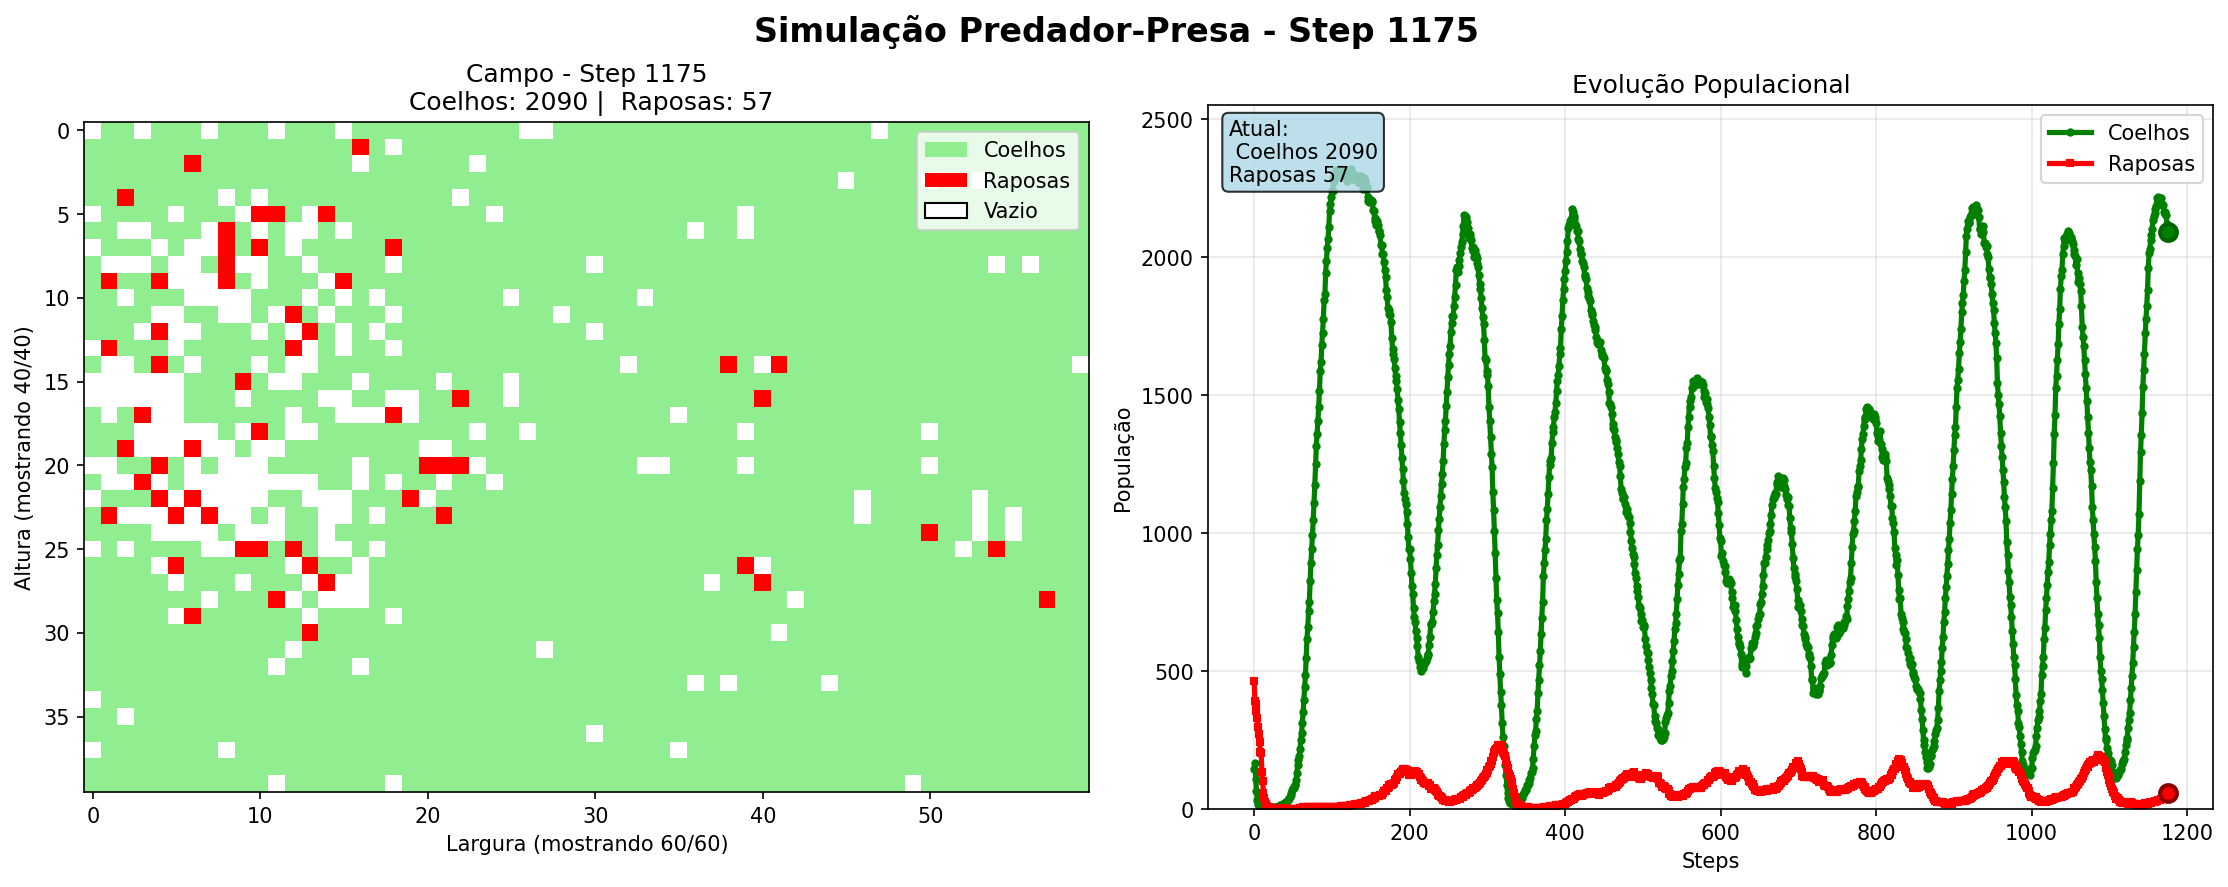 Simulação Predador-Presa - Step 1175
Campo - Step 1175
Coelhos: 2090 |  Raposas: 57
0
5
10
15
20
25
30
35
Altura (mostrando 40/40)
0
10
20
30
40
50
Largura (mostrando 60/60)
Coelhos
Raposas
Vazio
Evolução Populacional
2500
2000
1500
1000
500
0
População
Atual:
Coelhos 2090
Raposas 57
Coelhos
Raposas
0
200
400
600
800
1000
1200
Steps